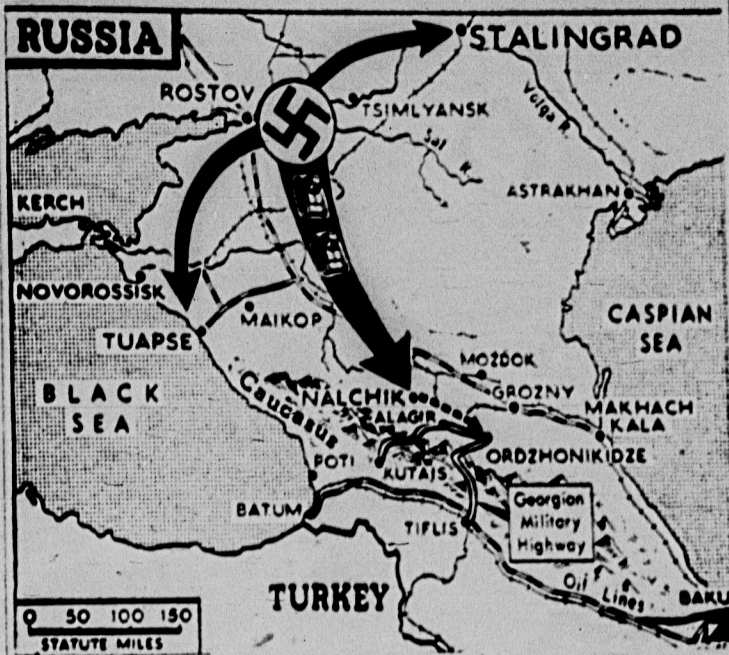 RUSSIA
STALINGRAD
ROSTOV
TSIMLYANSK
Volga R.
Sal R.
ASTRAKHAN
KERCH
NOVOROSSISK
MAIKOP
TUAPSE
CASPIAN
SEA
BLACK
SEA
Caucasus
MOZDOK
NALCHIK
GROZNY
ALAGIR
MAKHACH
KALA
ORDZHONIKIDZE
POTI
KUTAIS
BATUM
TIFLIS
Georgian
Military
Highway
TURKEY
Oil Lines
BAKU
0 50 100 150
STATUTE MILES